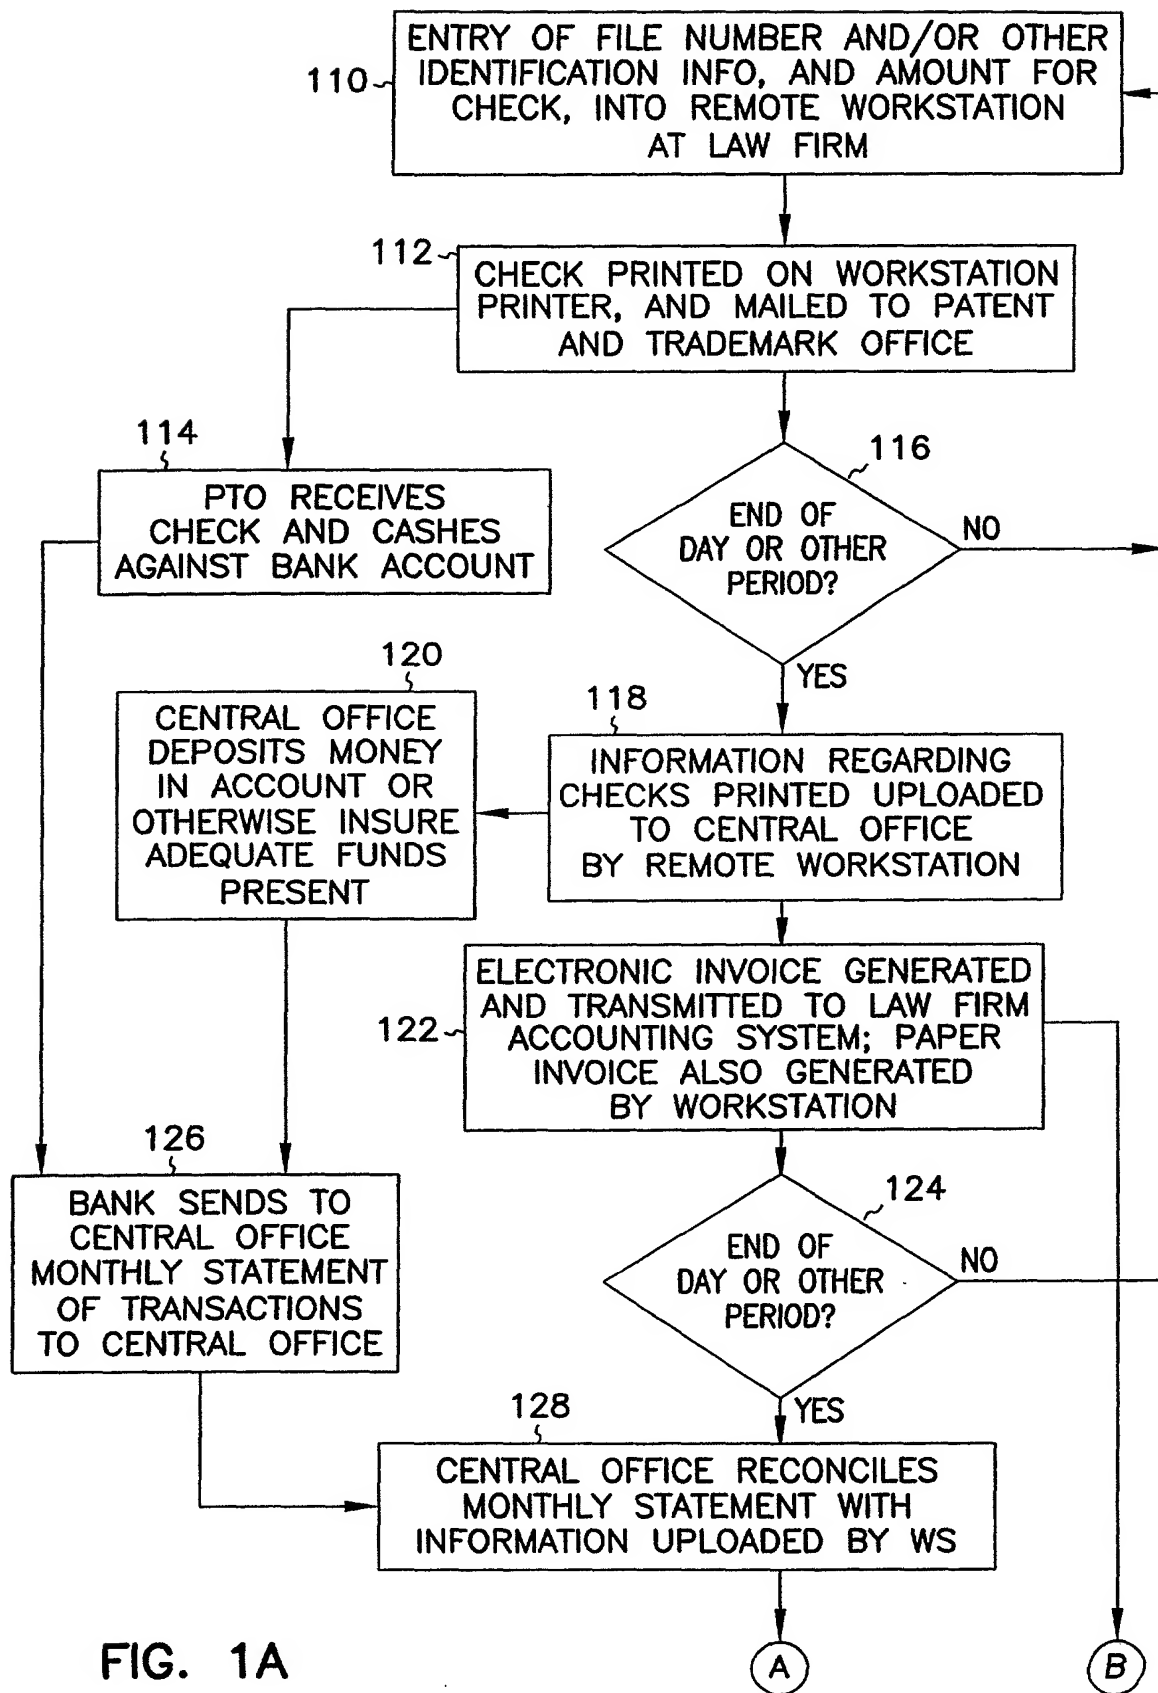 ENTRY OF FILE NUMBER AND/OR OTHER
IDENTIFICATION INFO, AND AMOUNT FOR
CHECK, INTO REMOTE WORKSTATION
AT LAW FIRM
110
112
CHECK PRINTED ON WORKSTATION
PRINTER, AND MAILED TO PATENT
AND TRADEMARK OFFICE
114
PTO RECEIVES
CHECK AND CASHES
AGAINST BANK ACCOUNT
116
END OF
DAY OR OTHER
PERIOD?
NO
YES
118
INFORMATION REGARDING
CHECKS PRINTED UPLOADED
TO CENTRAL OFFICE
BY REMOTE WORKSTATION
120
CENTRAL OFFICE
DEPOSITS MONEY
IN ACCOUNT OR
OTHERWISE INSURE
ADEQUATE FUNDS
PRESENT
122
ELECTRONIC INVOICE GENERATED
AND TRANSMITTED TO LAW FIRM
ACCOUNTING SYSTEM; PAPER
INVOICE ALSO GENERATED
BY WORKSTATION
124
END OF
DAY OR OTHER
PERIOD?
NO
YES
126
BANK SENDS TO
CENTRAL OFFICE
MONTHLY STATEMENT
OF TRANSACTIONS
TO CENTRAL OFFICE
128
CENTRAL OFFICE RECONCILES
MONTHLY STATEMENT WITH
INFORMATION UPLOADED BY WS
A
B
FIG. 1A